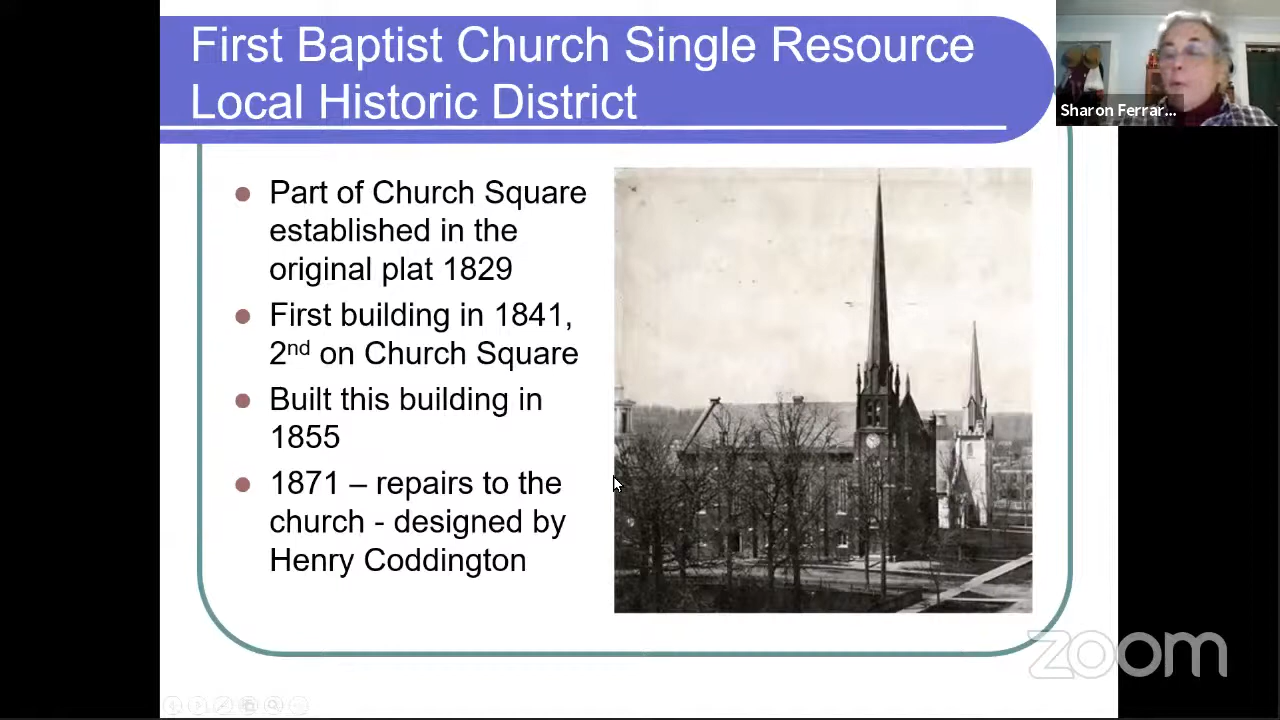 First Baptist Church Single Resource
Local Historic District
Sharon Ferrar...
Part of Church Square
established in the
original plat 1829
First building in 1841,
2nd on Church Square
Built this building in
1855
1871 – repairs to the
church - designed by
Henry Coddington
zoom